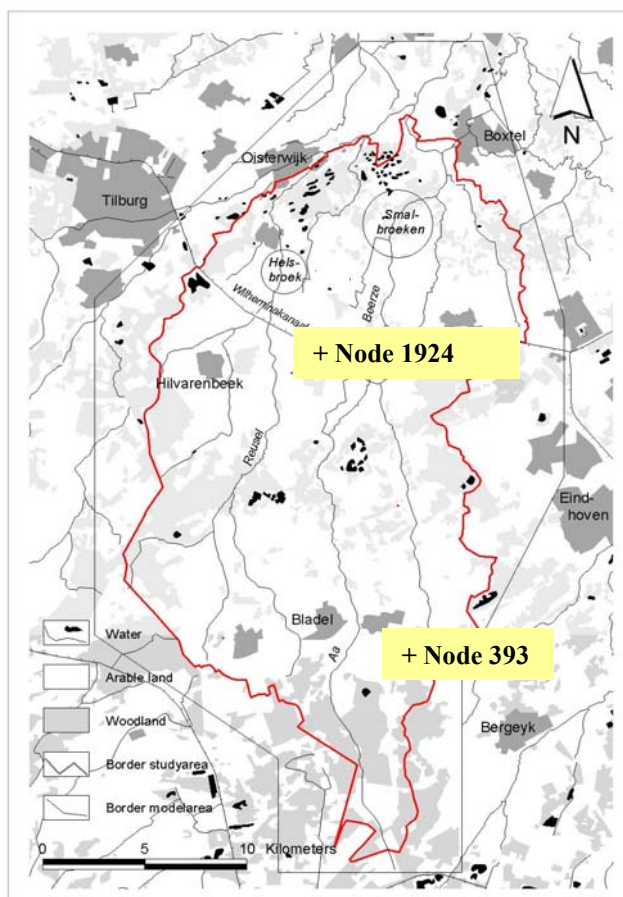 Boxtel
N
Oisterwijk
Tilburg
Smal-
broeken
Hels-
broek
Wilheminakanaal
Beerze
+ Node 1924
Hilvarenbeek
Reusel
Eind-
hoven
Bladel
Aa
+ Node 393
Bergeyk
Water
Arable land
Woodland
Border studyarea
Border modelarea
0 5 10 Kilometers